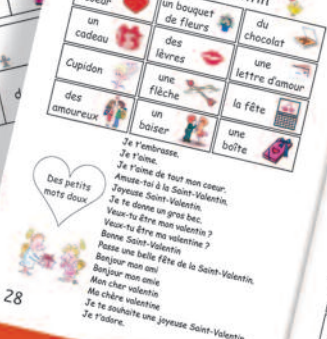 un bouquet
de fleurs
un
cadeau
des
lèvres
du
chocolat
Cupidon
une
flèche
une
lettre d'amour
des
amoureux
un
baiser
la fête
une
boîte
Des petits
mots doux
Je t'embrasse.
Je t'aime.
Je t'aime de tout mon coeur.
Amuse-toi à la Saint-Valentin.
Joyeuse Saint-Valentin.
Je te donne un gros bec.
Veux-tu être mon valentin ?
Veux-tu être ma valentine ?
Bonne Saint-Valentin
Passe une belle fête de la Saint-Valentin.
Bonjour mon ami
Bonjour mon amie
Mon cher valentin
Ma chère valentine
Je te souhaite une joyeuse Saint-Valentin
Je t'adore.
28